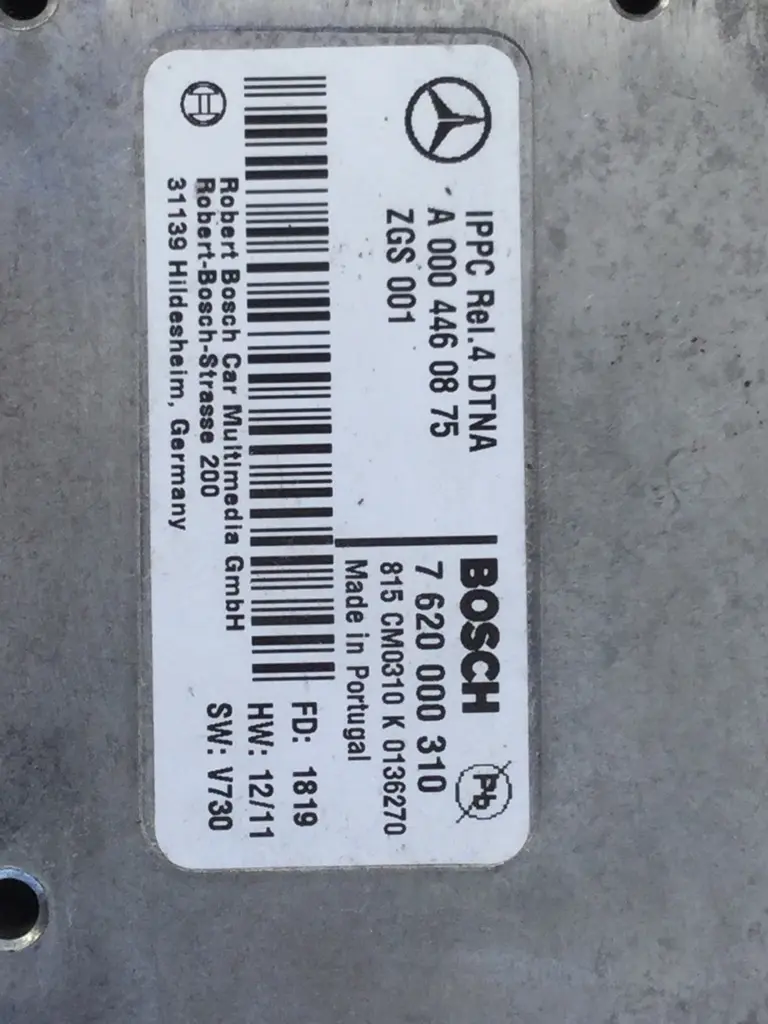 IPPC Rel.4 DTNA
A 000 446 0875
ZGS 001
BOSCH
7 620 000 310
815 CM0310 K 0136270
Made in Portugal
Pb
FD: 1819
HW: 12/11
SW: V730
Robert Bosch Car Multimedia GmbH
Robert-Bosch-Strasse 200
31139 Hildesheim, Germany